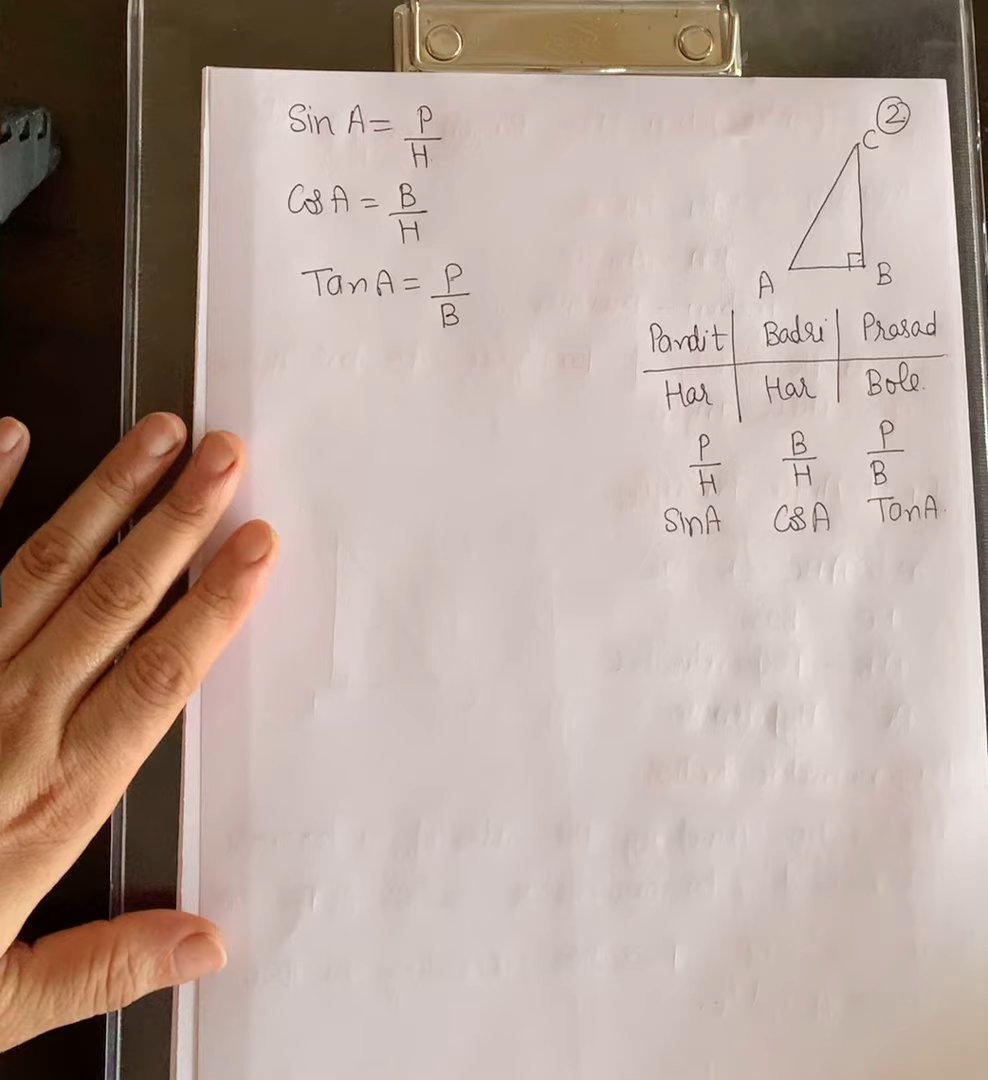 Sin A = P/H
Cos A = B/H
Tan A = P/B
2
C
A B
Pandit | Badri | Prasad
Har | Har | Bole.
P/H B/H P/B
SinA CosA TanA.